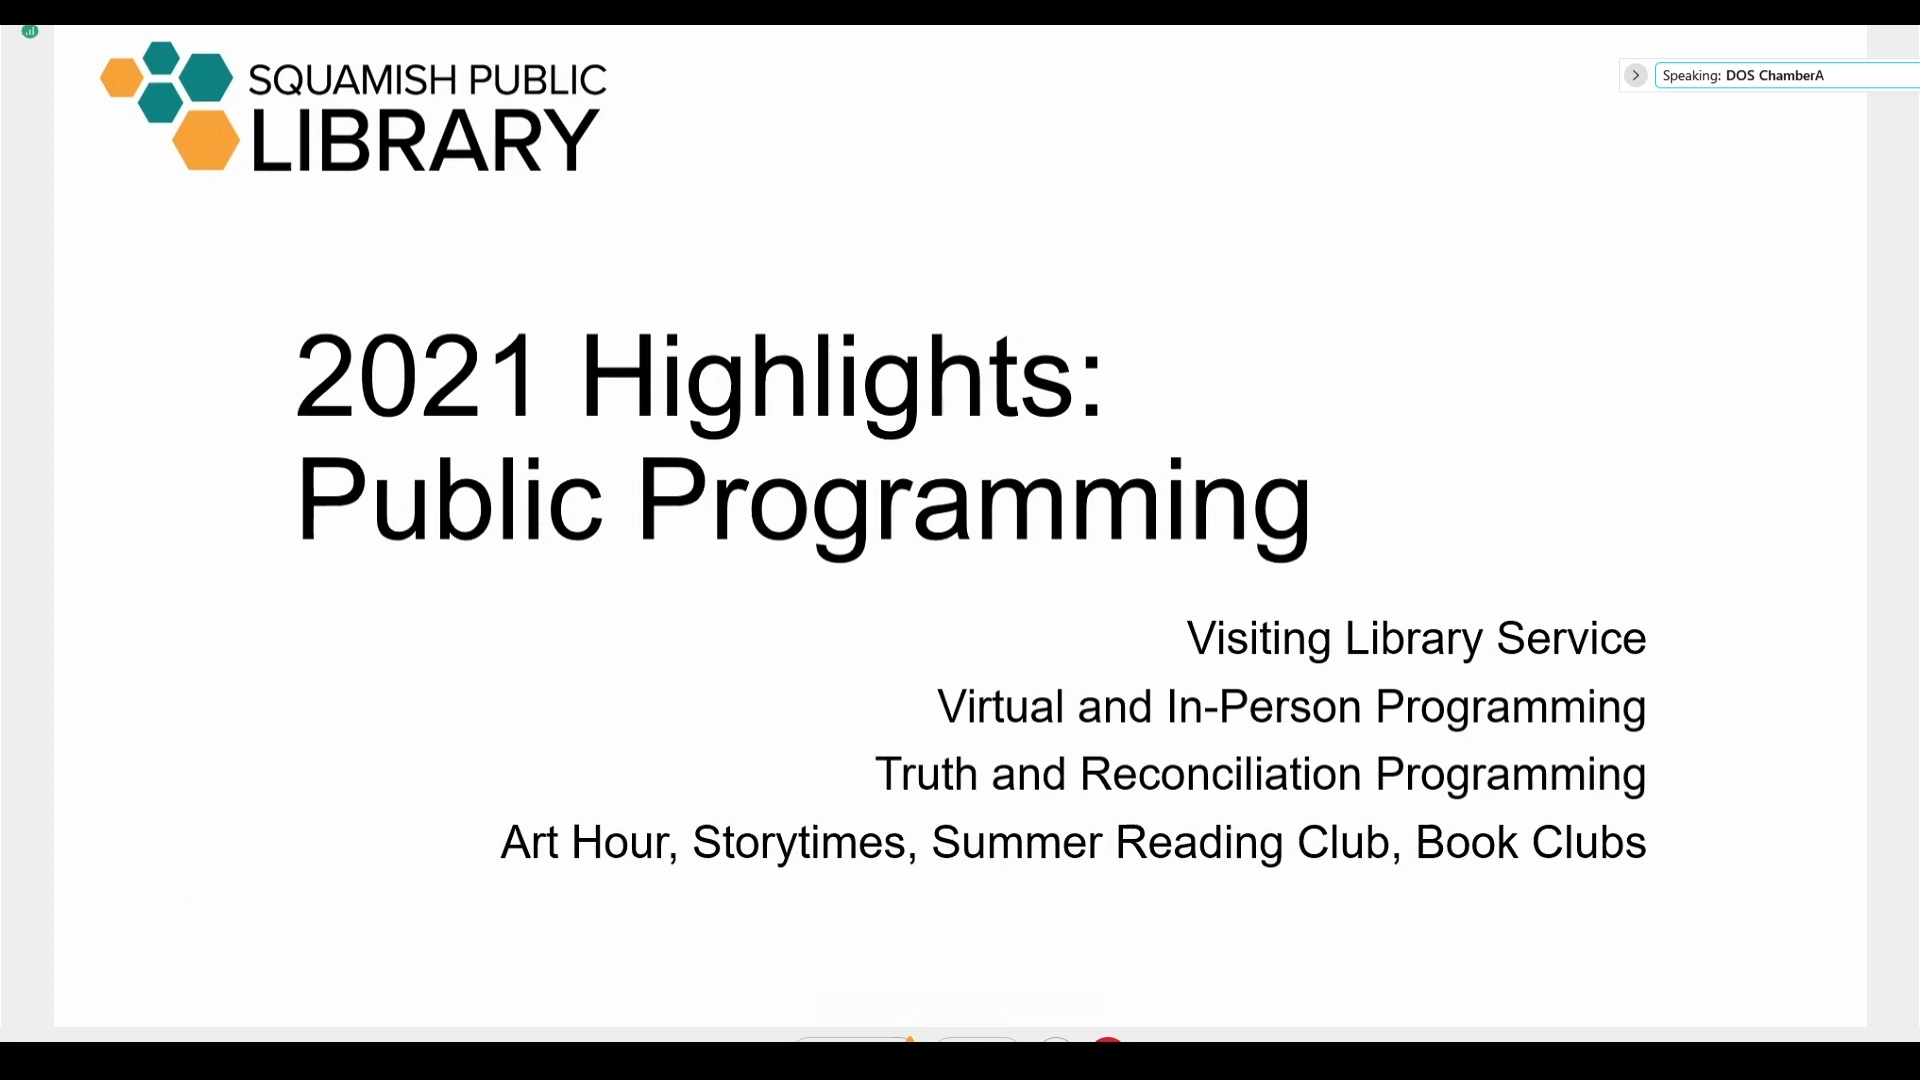 SQUAMISH PUBLIC
LIBRARY
Speaking: DOS ChamberA
2021 Highlights:
Public Programming
Visiting Library Service
Virtual and In-Person Programming
Truth and Reconciliation Programming
Art Hour, Storytimes, Summer Reading Club, Book Clubs